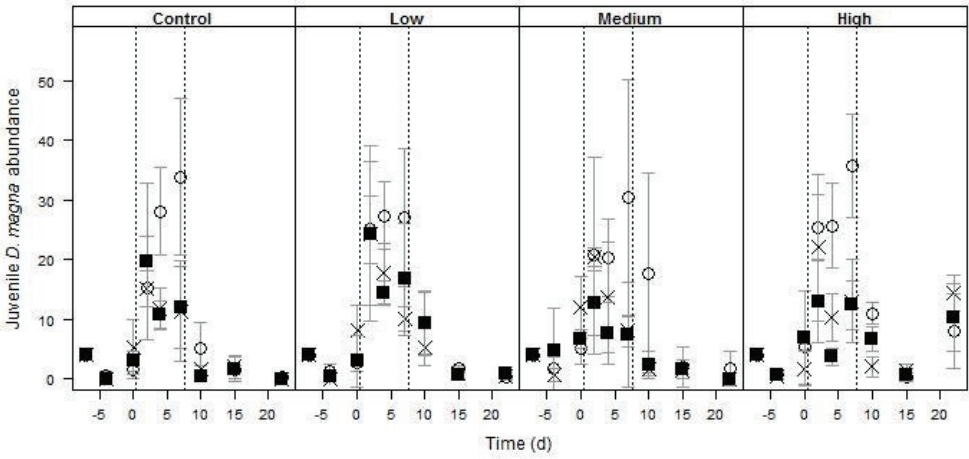 Control Low Medium High
50
40
30
20
10
0
Juvenile D. magna abundance
-5 0 5 10 15 20 -5 0 5 10 15 20 -5 0 5 10 15 20 -5 0 5 10 15 20
Time (d)